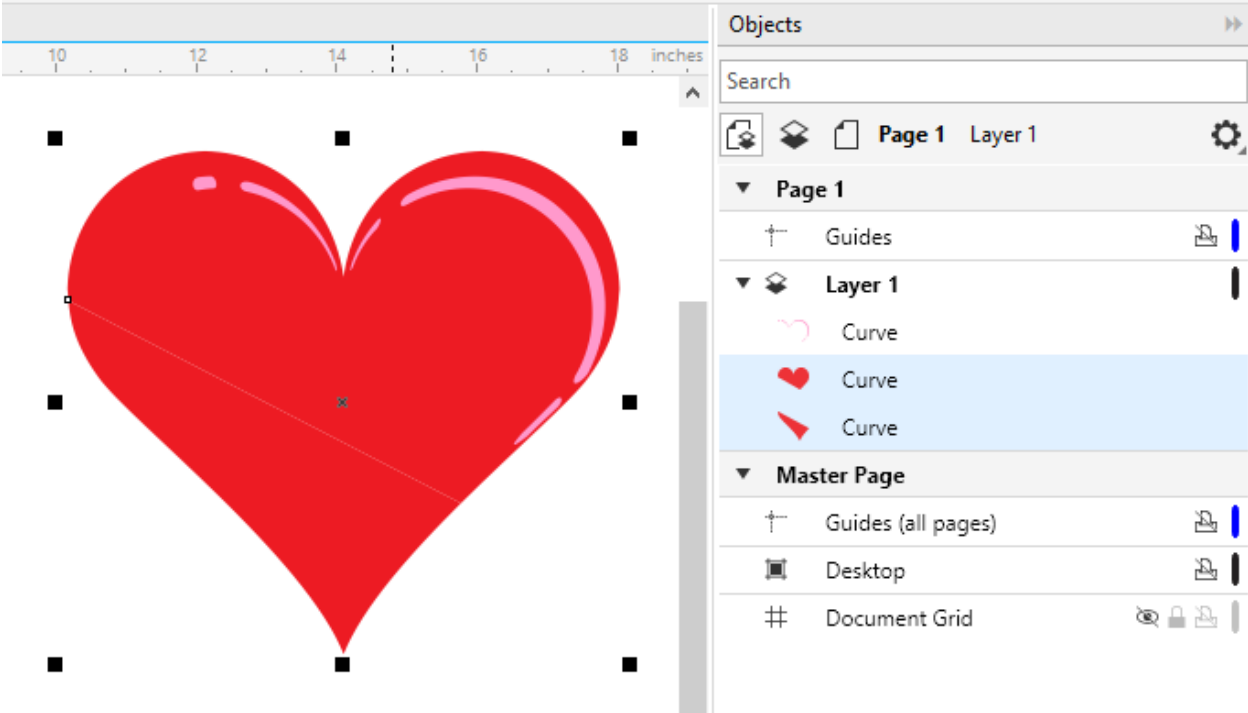 Objects
10 12 14 16 18 inches
Search
Page 1 Layer 1
Page 1
Guides
Layer 1
Curve
Curve
Curve
Master Page
Guides (all pages)
Desktop
Document Grid